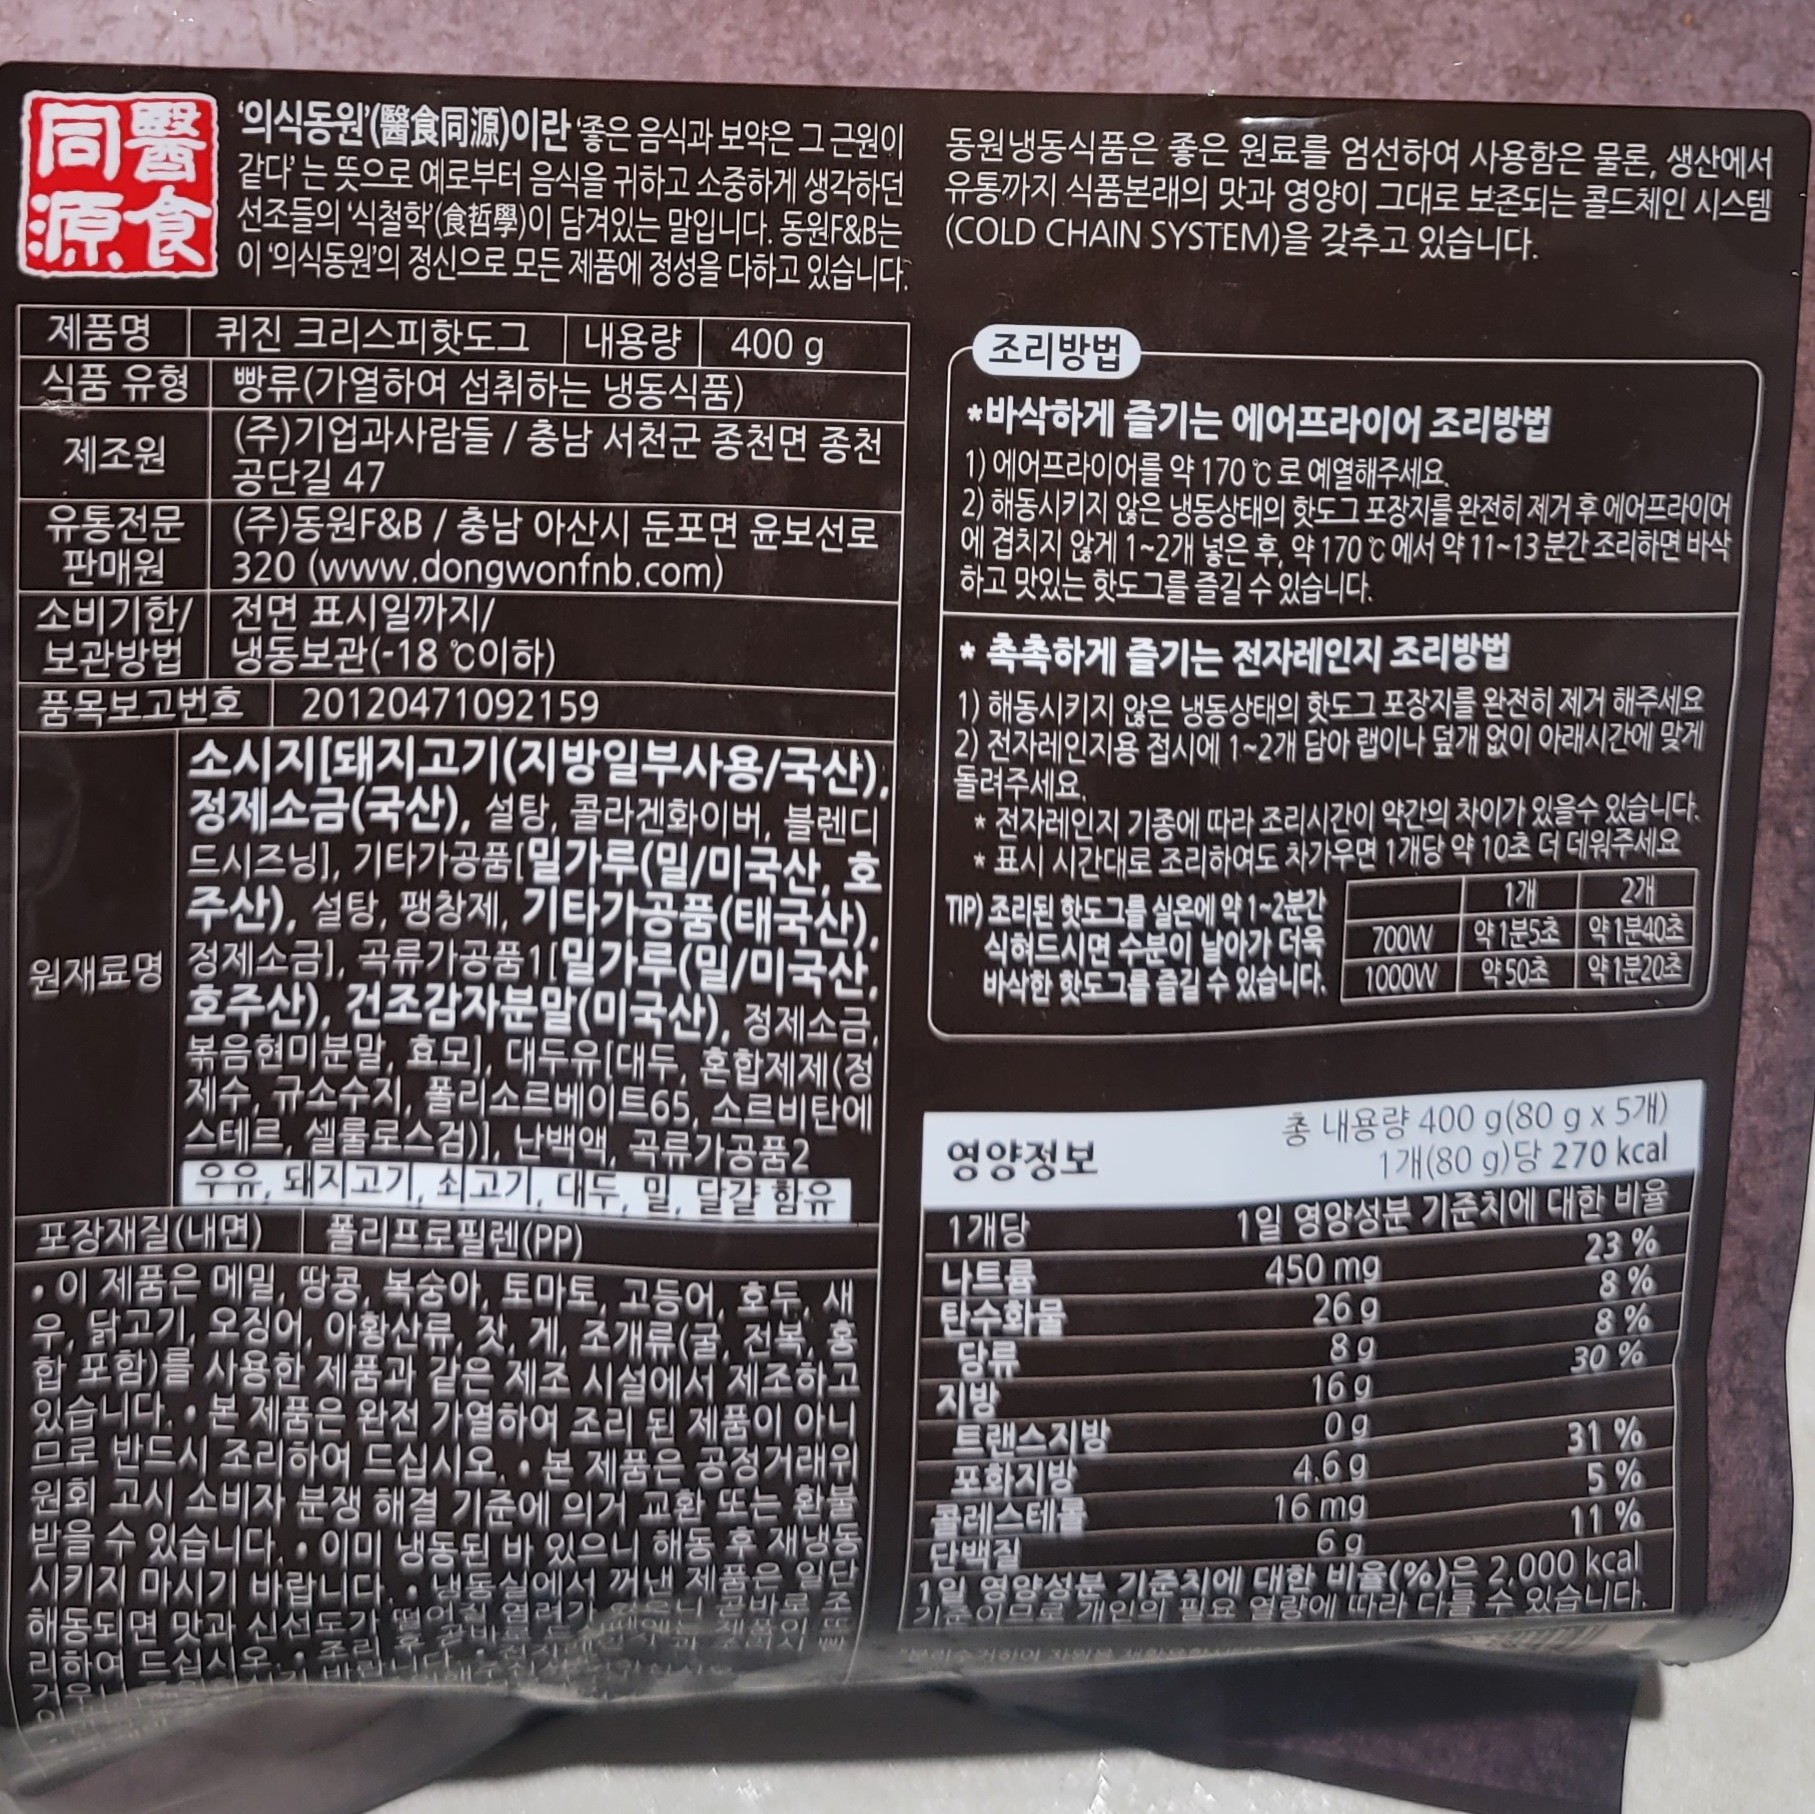 同醫
源食
'의식동원'(醫食同源)이란 '좋은 음식과 보약은 그 근원이
같다' 는 뜻으로 예로부터 음식을 귀하고 소중하게 생각하던
선조들의 '식철학'(食哲學)이 담겨있는 말입니다. 동원F&B는
이 '의식동원'의 정신으로 모든 제품에 정성을 다하고 있습니다.
동원냉동식품은 좋은 원료를 엄선하여 사용함은 물론, 생산에서
유통까지 식품본래의 맛과 영양이 그대로 보존되는 콜드체인 시스템
(COLD CHAIN SYSTEM)을 갖추고 있습니다.
제품명 퀴진 크리스피핫도그 내용량 400 g
식품 유형 빵류(가열하여 섭취하는 냉동식품)
제조원 (주)기업과사람들 / 충남 서천군 종천면 종천
공단길 47
유통전문 (주)동원F&B / 충남 아산시 둔포면 윤보선로
판매원 320 (www.dongwonfnb.com)
소비기한/ 전면 표시일까지/
보관방법 냉동보관(-18 ℃이하)
품목보고번호 20120471092159
원재료명
소시지[돼지고기(지방일부사용/국산),
정제소금(국산), 설탕, 콜라겐화이버, 블렌디
드시즈닝], 기타가공품[밀가루(밀/미국산, 호
주산), 설탕, 팽창제, 기타가공품(태국산),
정제소금], 곡류가공품1[밀가루(밀/미국산,
호주산), 건조감자분말(미국산), 정제소금,
볶음현미분말, 효모], 대두유[대두, 혼합제제(정
제수, 규소수지, 폴리소르베이트65, 소르비탄에
스테르, 셀룰로스검)], 난백액, 곡류가공품2
우유, 돼지고기, 쇠고기, 대두, 밀, 달걀 함유
포장재질(내면) 폴리프로필렌(PP)
• 이 제품은 메밀, 땅콩, 복숭아, 토마토, 고등어, 호두, 새
우, 닭고기, 오징어, 아황산류, 잣, 게, 조개류(굴, 전복, 홍
합 포함)를 사용한 제품과 같은 제조 시설에서 제조하고
있습니다. • 본 제품은 완전 가열하여 조리 된 제품이 아니
므로 반드시 조리하여 드십시오. • 본 제품은 공정거래위
원회 고시 소비자 분쟁 해결 기준에 의거 교환 또는 환불
받을 수 있습니다. • 이미 냉동된 바 있으니 해동 후 재냉동
시키지 마시기 바랍니다. • 냉동실에서 꺼낸 제품은 일단
해동되면 맛과 신선도가 떨어질 염려가 있으니 곧바로 조
리하여 드십시오. • 조리
조리방법
*바삭하게 즐기는 에어프라이어 조리방법
1) 에어프라이어를 약 170 ℃ 로 예열해주세요.
2) 해동시키지 않은 냉동상태의 핫도그 포장지를 완전히 제거 후 에어프라이어
에 겹치지 않게 1~2개 넣은 후, 약 170 ℃ 에서 약 11~13 분간 조리하면 바삭
하고 맛있는 핫도그를 즐길 수 있습니다.
* 촉촉하게 즐기는 전자레인지 조리방법
1) 해동시키지 않은 냉동상태의 핫도그 포장지를 완전히 제거 해주세요
2) 전자레인지용 접시에 1~2개 담아 랩이나 덮개 없이 아래시간에 맞게
돌려주세요.
* 전자레인지 기종에 따라 조리시간이 약간의 차이가 있을수 있습니다.
* 표시 시간대로 조리하여도 차가우면 1개당 약 10초 더 데워주세요
TIP) 조리된 핫도그를 실온에 약 1~2분간
식혀드시면 수분이 날아가 더욱
바삭한 핫도그를 즐길 수 있습니다.
1개 2개
700W 약 1분5초 약 1분40초
1000W 약 50초 약 1분20초
영양정보
총 내용량 400 g(80 g x 5개)
1개(80 g)당 270 kcal
1개당 1일 영양성분 기준치에 대한 비율
나트륨 450 mg 23 %
탄수화물 26 g 8 %
당류 8 g 8 %
지방 16 g 30 %
트랜스지방 0 g
포화지방 4.6 g 31 %
콜레스테롤 16 mg 5 %
단백질 6 g 11 %
1일 영양성분 기준치에 대한 비율(%)은 2,000 kcal
기준이므로 개인의 필요 열량에 따라 다를 수 있습니다.